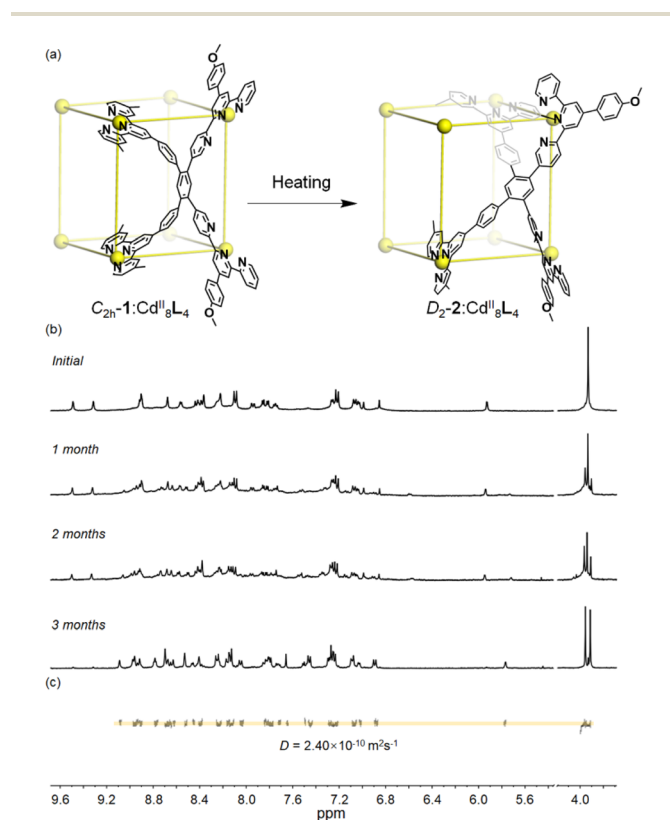 (a)
Heating
C2h-1:CdII8L4
D2-2:CdII8L4
(b)
Initial
1 month
2 months
3 months
(c)
D = 2.40×10-10 m2s-1
9.6 9.2 8.8 8.4 8.0 7.6 7.2 6.8 6.4 6.0 5.6 4.0
ppm